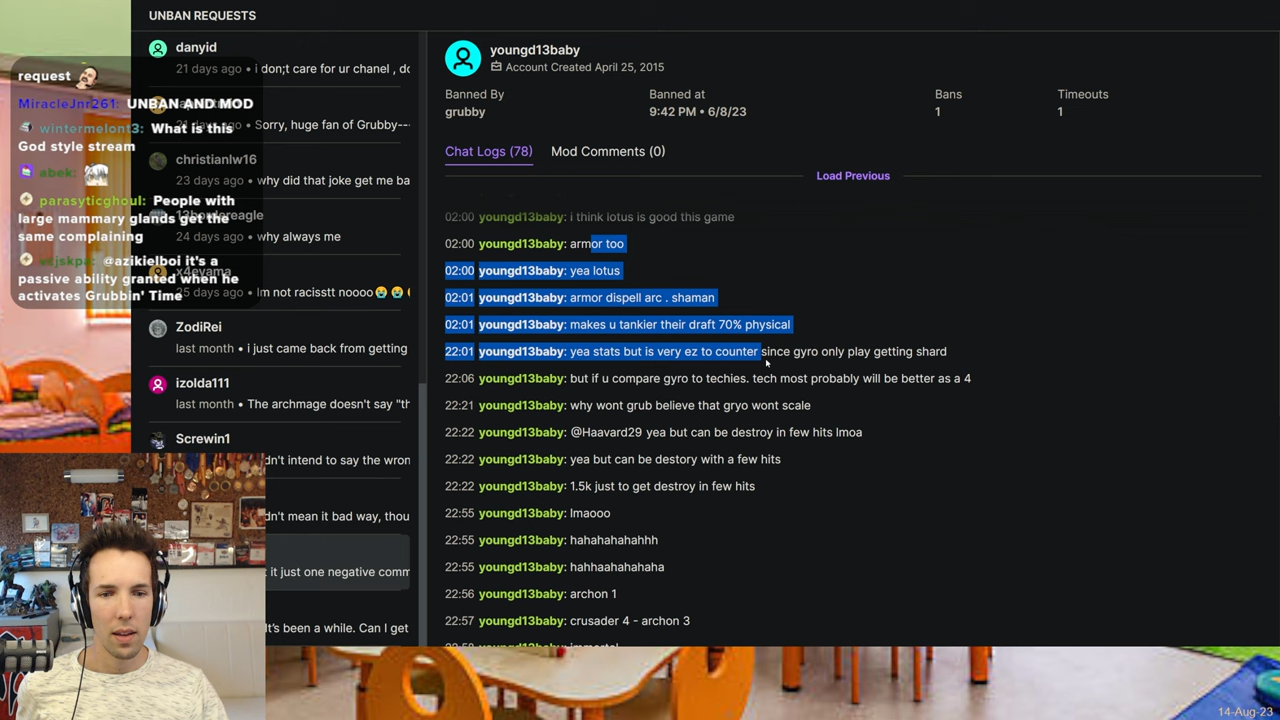 UNBAN REQUESTS
request
MiracleJnr261: UNBAN AND MOD
wintermelont3: What is this
God style stream
abek:
parasyticghoul: People with
large mammary glands get the
same complaining
@azikielboi it's a
passive ability granted when he
activates Grubbin' Time
danyid
21 days ago • i don;t care for ur chanel , do
21 days ago • Sorry, huge fan of Grubby--
christianlw16
23 days ago • why did that joke get me ba
24 days ago • why always me
x4eyama
25 days ago • Im not racisstt noooo😭😭
ZodiRei
last month • i just came back from getting
izolda111
last month • The archmage doesn't say "th
Screwin1
dn't intend to say the wron
dn't mean it bad way, thou
it just one negative comm
It's been a while. Can I get
youngd13baby
Account Created April 25, 2015
Banned By
grubby
Banned at
9:42 PM • 6/8/23
Bans
1
Timeouts
1
Chat Logs (78) Mod Comments (0)
Load Previous
02:00 youngd13baby: i think lotus is good this game
02:00 youngd13baby: armor too
02:00 youngd13baby: yea lotus
02:01 youngd13baby: armor dispell arc . shaman
02:01 youngd13baby: makes u tankier their draft 70% physical
22:01 youngd13baby: yea stats but is very ez to counter since gyro only play getting shard
22:06 youngd13baby: but if u compare gyro to techies. tech most probably will be better as a 4
22:21 youngd13baby: why wont grub believe that gryo wont scale
22:22 youngd13baby: @Haavard29 yea but can be destroy in few hits lmoa
22:22 youngd13baby: yea but can be destory with a few hits
22:22 youngd13baby: 1.5k just to get destroy in few hits
22:55 youngd13baby: lmaooo
22:55 youngd13baby: hahahahahahhh
22:55 youngd13baby: hahhaahahahaha
22:56 youngd13baby: archon 1
22:57 youngd13baby: crusader 4 - archon 3
14-Aug-23